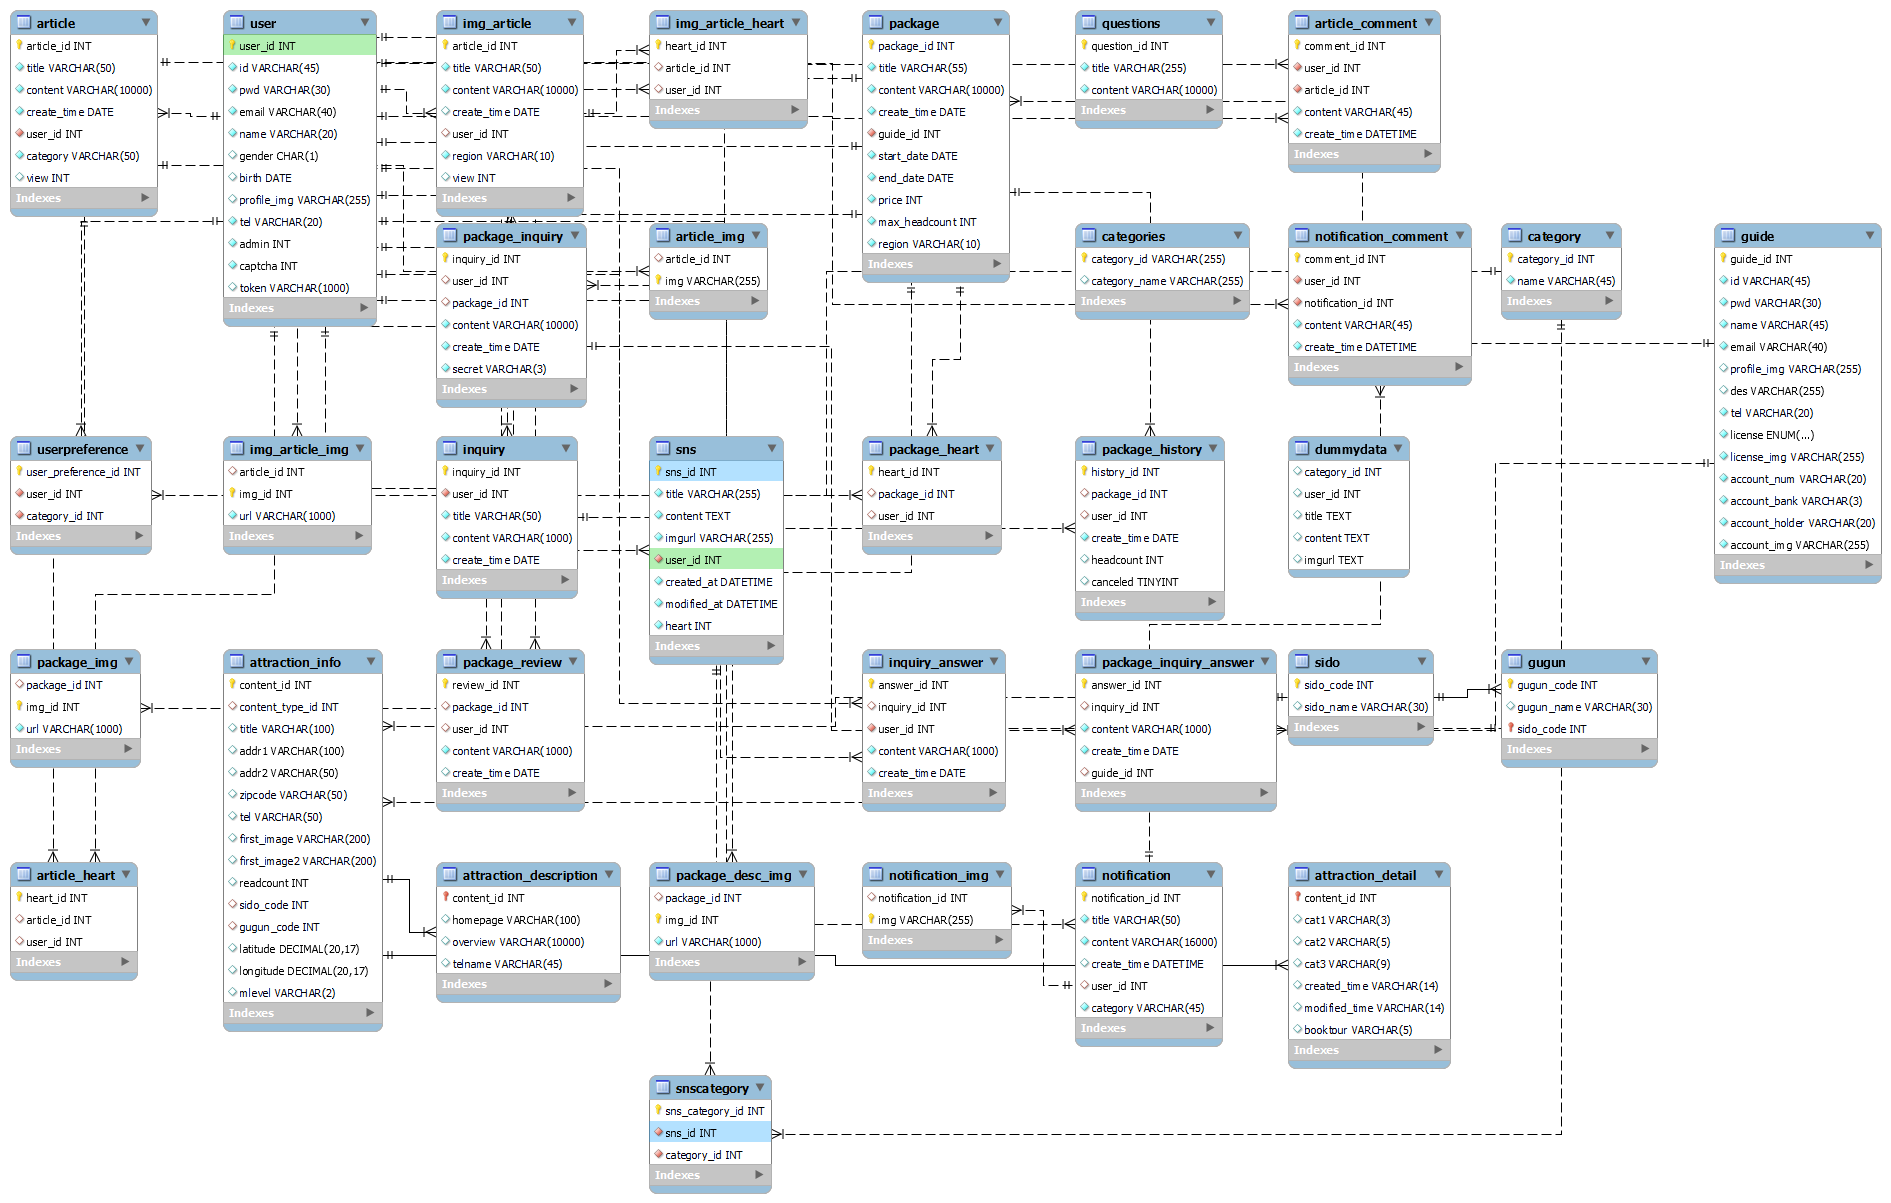 article
article_id INT
title VARCHAR(50)
content VARCHAR(10000)
create_time DATE
user_id INT
category VARCHAR(50)
view INT
Indexes
user
user_id INT
id VARCHAR(45)
pwd VARCHAR(30)
email VARCHAR(40)
name VARCHAR(20)
gender CHAR(1)
birth DATE
profile_img VARCHAR(255)
tel VARCHAR(20)
admin INT
captcha INT
token VARCHAR(1000)
Indexes
img_article
article_id INT
title VARCHAR(50)
content VARCHAR(10000)
create_time DATE
user_id INT
region VARCHAR(10)
view INT
Indexes
img_article_heart
heart_id INT
article_id INT
user_id INT
Indexes
package
package_id INT
title VARCHAR(55)
content VARCHAR(10000)
create_time DATE
guide_id INT
start_date DATE
end_date DATE
price INT
max_headcount INT
region VARCHAR(10)
Indexes
questions
question_id INT
title VARCHAR(255)
content VARCHAR(10000)
Indexes
article_comment
comment_id INT
user_id INT
article_id INT
content VARCHAR(45)
create_time DATETIME
Indexes
package_inquiry
inquiry_id INT
user_id INT
package_id INT
content VARCHAR(10000)
create_time DATE
secret VARCHAR(3)
Indexes
article_img
article_id INT
img VARCHAR(255)
Indexes
categories
category_id VARCHAR(255)
category_name VARCHAR(255)
Indexes
notification_comment
comment_id INT
user_id INT
notification_id INT
content VARCHAR(45)
create_time DATETIME
Indexes
category
category_id INT
name VARCHAR(45)
Indexes
guide
guide_id INT
id VARCHAR(45)
pwd VARCHAR(30)
name VARCHAR(45)
email VARCHAR(40)
profile_img VARCHAR(255)
des VARCHAR(255)
tel VARCHAR(20)
license ENUM(...)
license_img VARCHAR(255)
account_num VARCHAR(20)
account_bank VARCHAR(3)
account_holder VARCHAR(20)
account_img VARCHAR(255)
Indexes
userpreference
user_preference_id INT
user_id INT
category_id INT
Indexes
img_article_img
article_id INT
img_id INT
url VARCHAR(1000)
Indexes
inquiry
inquiry_id INT
user_id INT
title VARCHAR(50)
content VARCHAR(1000)
create_time DATE
Indexes
sns
sns_id INT
title VARCHAR(255)
content TEXT
imgurl VARCHAR(255)
user_id INT
created_at DATETIME
modified_at DATETIME
heart INT
Indexes
package_heart
heart_id INT
package_id INT
user_id INT
Indexes
package_history
history_id INT
package_id INT
user_id INT
create_time DATE
headcount INT
canceled TINYINT
Indexes
dummydata
category_id INT
user_id INT
title TEXT
content TEXT
imgurl TEXT
package_img
package_id INT
img_id INT
url VARCHAR(1000)
Indexes
attraction_info
content_id INT
content_type_id INT
title VARCHAR(100)
addr1 VARCHAR(100)
addr2 VARCHAR(50)
zipcode VARCHAR(50)
tel VARCHAR(50)
first_image VARCHAR(200)
first_image2 VARCHAR(200)
readcount INT
sido_code INT
gugun_code INT
latitude DECIMAL(20,17)
longitude DECIMAL(20,17)
mlevel VARCHAR(2)
Indexes
package_review
review_id INT
package_id INT
user_id INT
content VARCHAR(1000)
create_time DATE
Indexes
inquiry_answer
answer_id INT
inquiry_id INT
user_id INT
content VARCHAR(1000)
create_time DATE
Indexes
package_inquiry_answer
answer_id INT
inquiry_id INT
content VARCHAR(1000)
create_time DATE
guide_id INT
Indexes
sido
sido_code INT
sido_name VARCHAR(30)
Indexes
gugun
gugun_code INT
gugun_name VARCHAR(30)
sido_code INT
Indexes
article_heart
heart_id INT
article_id INT
user_id INT
Indexes
attraction_description
content_id INT
homepage VARCHAR(100)
overview VARCHAR(10000)
telname VARCHAR(45)
Indexes
package_desc_img
package_id INT
img_id INT
url VARCHAR(1000)
Indexes
notification_img
notification_id INT
img VARCHAR(255)
Indexes
notification
notification_id INT
title VARCHAR(50)
content VARCHAR(16000)
create_time DATETIME
user_id INT
category VARCHAR(45)
Indexes
attraction_detail
content_id INT
cat1 VARCHAR(3)
cat2 VARCHAR(5)
cat3 VARCHAR(9)
created_time VARCHAR(14)
modified_time VARCHAR(14)
booktour VARCHAR(5)
Indexes
snscategory
sns_category_id INT
sns_id INT
category_id INT
Indexes